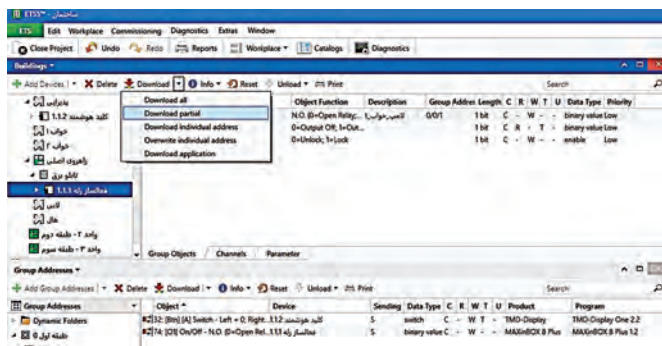 ETS5™ - ساختمان
ETS Edit Workplace Commissioning Diagnostics Extras Window
Close Project Undo Redo Reports Workplace Catalogs Diagnostics
Buildings
Add Devices Delete Download Info Reset Unload Print Search
Download all
Download partial
Download individual address
Overwrite individual address
Download application
پذیرایی
1.1.2 کلید هوشمند
خواب ۱
خواب ۲
راهروی اصلی
تابلو برق
1.1.1 فعالساز رله
لابی
هال
واحد ۲ - طبقه دوم
واحد ۳ - طبقه سوم
Object Function Description Group Addres Length C R W T U Data Type Priority
N.O. (0=Open Relay;... لامپ_خواب۱ 0/0/1 1 bit C - W - - binary value Low
0=Output Off; 1=Out... 1 bit C R - T - binary value Low
0=Unlock; 1=Lock 1 bit C - W - - enable Low
Group Objects Channels Parameter
Group Addresses
Add Group Addresses Delete Download Info Reset Unload Print Search
Group Addresses Object Device Sending Data Type C R W T U Product Program
Dynamic Folders 32: [Btn] [A] Switch - Left = 0; Right... 1.1.2 کلید هوشمند S switch C - W T - TMD-Display TMD-Display One 2.2
0 طبقه اول 74: [O1] On/Off - N.O. (0=Open Rel... 1.1.1 فعالساز رله S binary value C - W - - MAXinBOX 8 Plus MAXinBOX 8 Plus 1.2